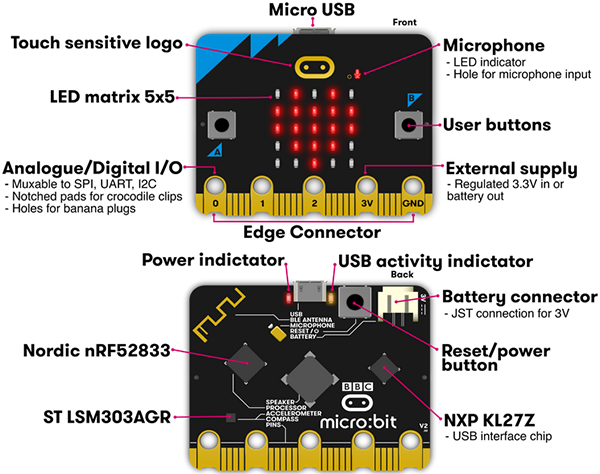 Micro USB
Front
Touch sensitive logo
Microphone
- LED indicator
- Hole for microphone input
LED matrix 5x5
B
User buttons
A
Analogue/Digital I/O
- Muxable to SPI, UART, I2C
- Notched pads for crocodile clips
- Holes for banana plugs
External supply
- Regulated 3.3V in or
battery out
0
1
2
3V
GND
Edge Connector
Power indictator
USB activity indictator
Back
Battery connector
- JST connection for 3V
3V
USB
BLE ANTENNA
MICROPHONE
RESET/
BATTERY
Nordic nRF52833
Reset/power
button
BBC
micro:bit
SPEAKER
PROCESSOR
ACCELEROMETER
COMPASS
PINS
ST LSM303AGR
NXP KL27Z
- USB interface chip
V2